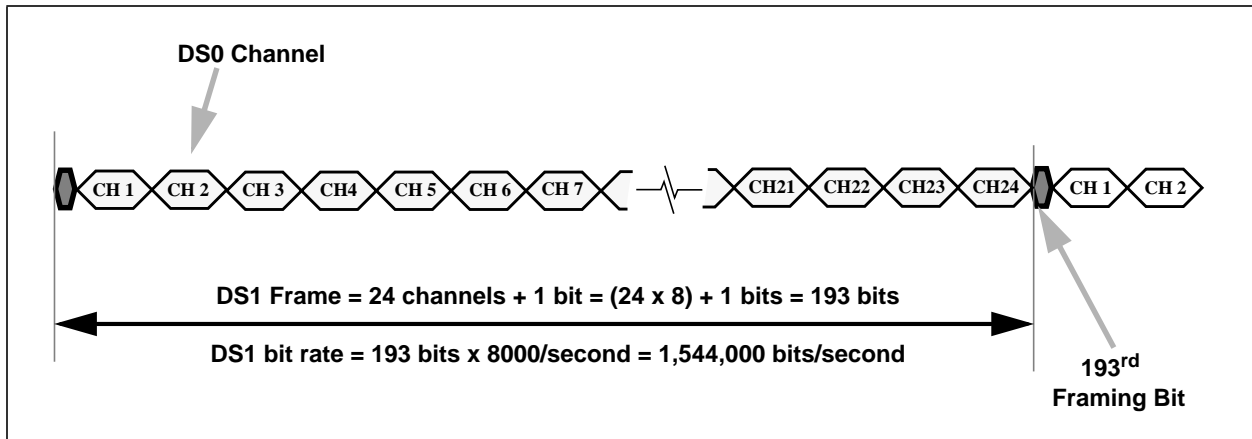 DS0 Channel
CH 1 CH 2 CH 3 CH4 CH 5 CH 6 CH 7 CH21 CH22 CH23 CH24 CH 1 CH 2
DS1 Frame = 24 channels + 1 bit = (24 x 8) + 1 bits = 193 bits
DS1 bit rate = 193 bits x 8000/second = 1,544,000 bits/second
193rd
Framing Bit